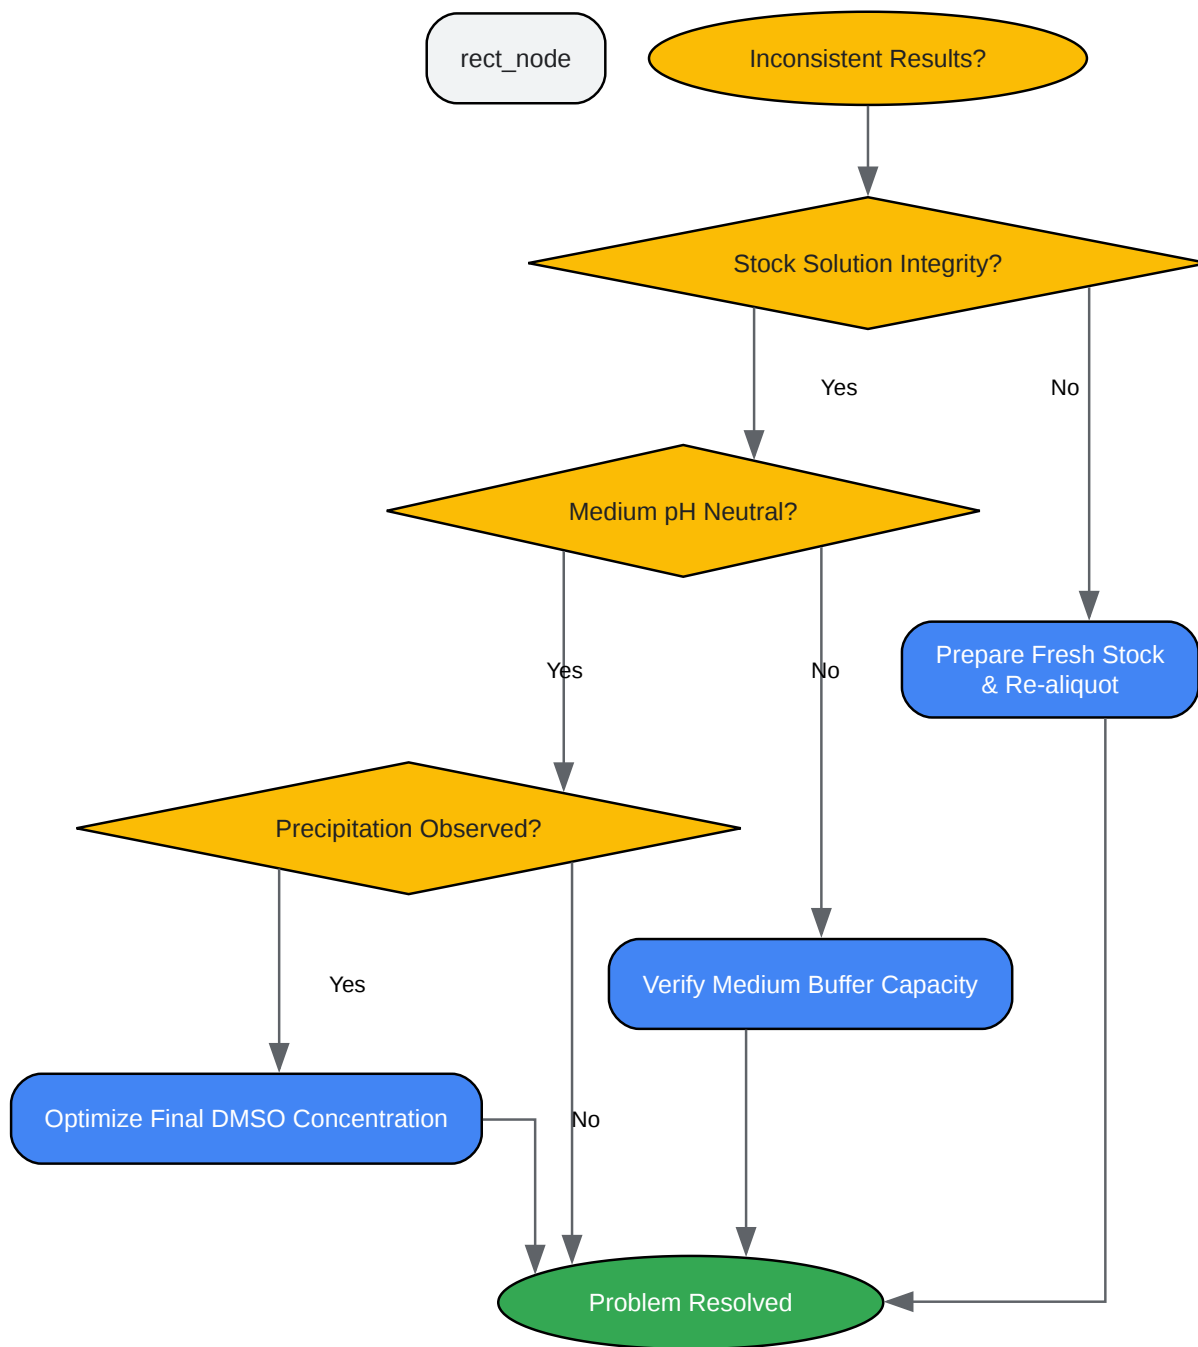 rect_node
Inconsistent Results?
Stock Solution Integrity?
Yes
No
Medium pH Neutral?
Yes
No
Prepare Fresh Stock
& Re-aliquot
Precipitation Observed?
Yes
Verify Medium Buffer Capacity
Optimize Final DMSO Concentration
No
Problem Resolved